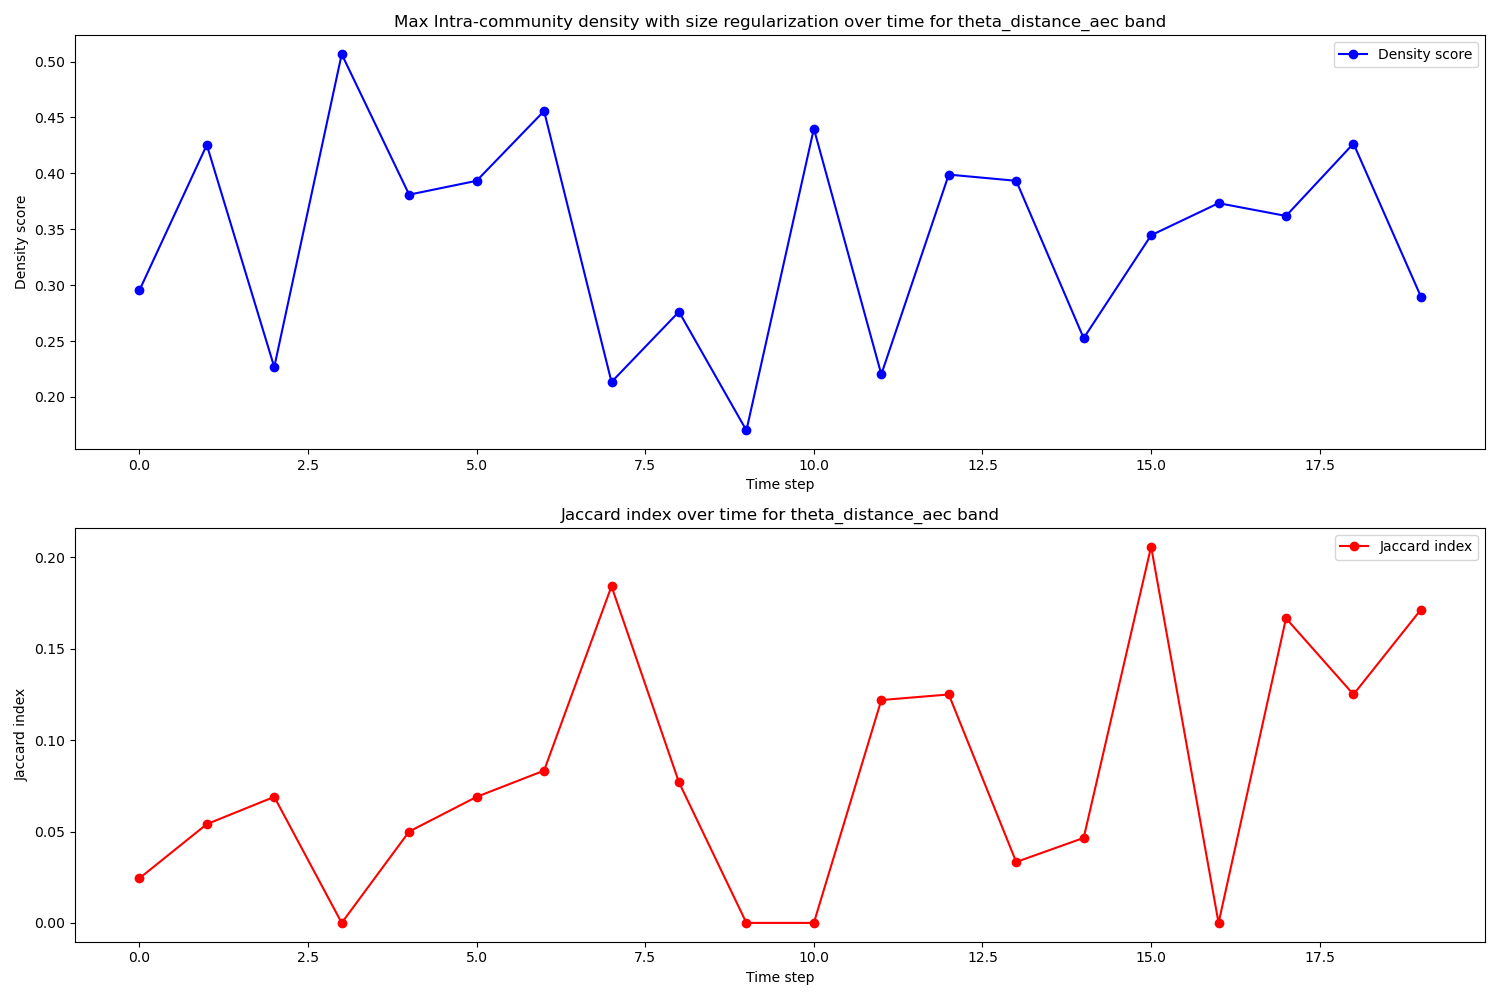 Max Intra-community density with size regularization over time for theta_distance_aec band
Density score
0.50
0.45
0.40
0.35
0.30
0.25
0.20
Density score
0.0 2.5 5.0 7.5 10.0 12.5 15.0 17.5
Time step
Jaccard index over time for theta_distance_aec band
Jaccard index
0.20
0.15
0.10
0.05
0.00
Jaccard index
0.0 2.5 5.0 7.5 10.0 12.5 15.0 17.5
Time step